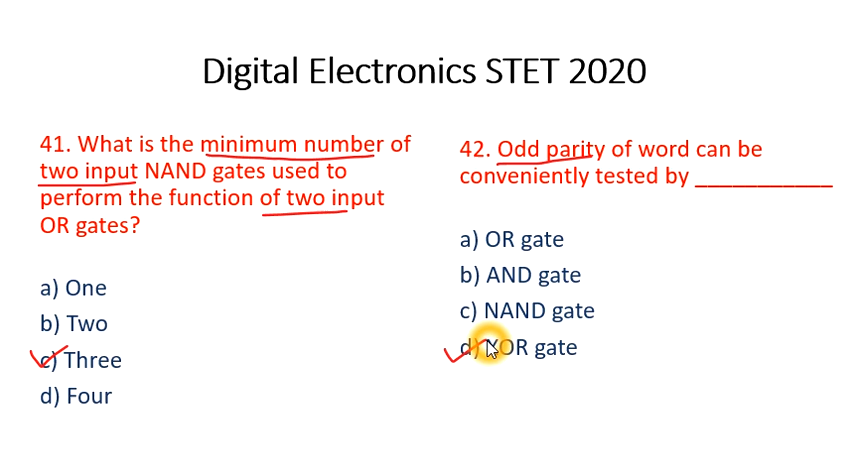 Digital Electronics STET 2020
41. What is the minimum number of
two input NAND gates used to
perform the function of two input
OR gates?
a) One
b) Two
c) Three
d) Four
42. Odd parity of word can be
conveniently tested by ___________
a) OR gate
b) AND gate
c) NAND gate
d) XOR gate